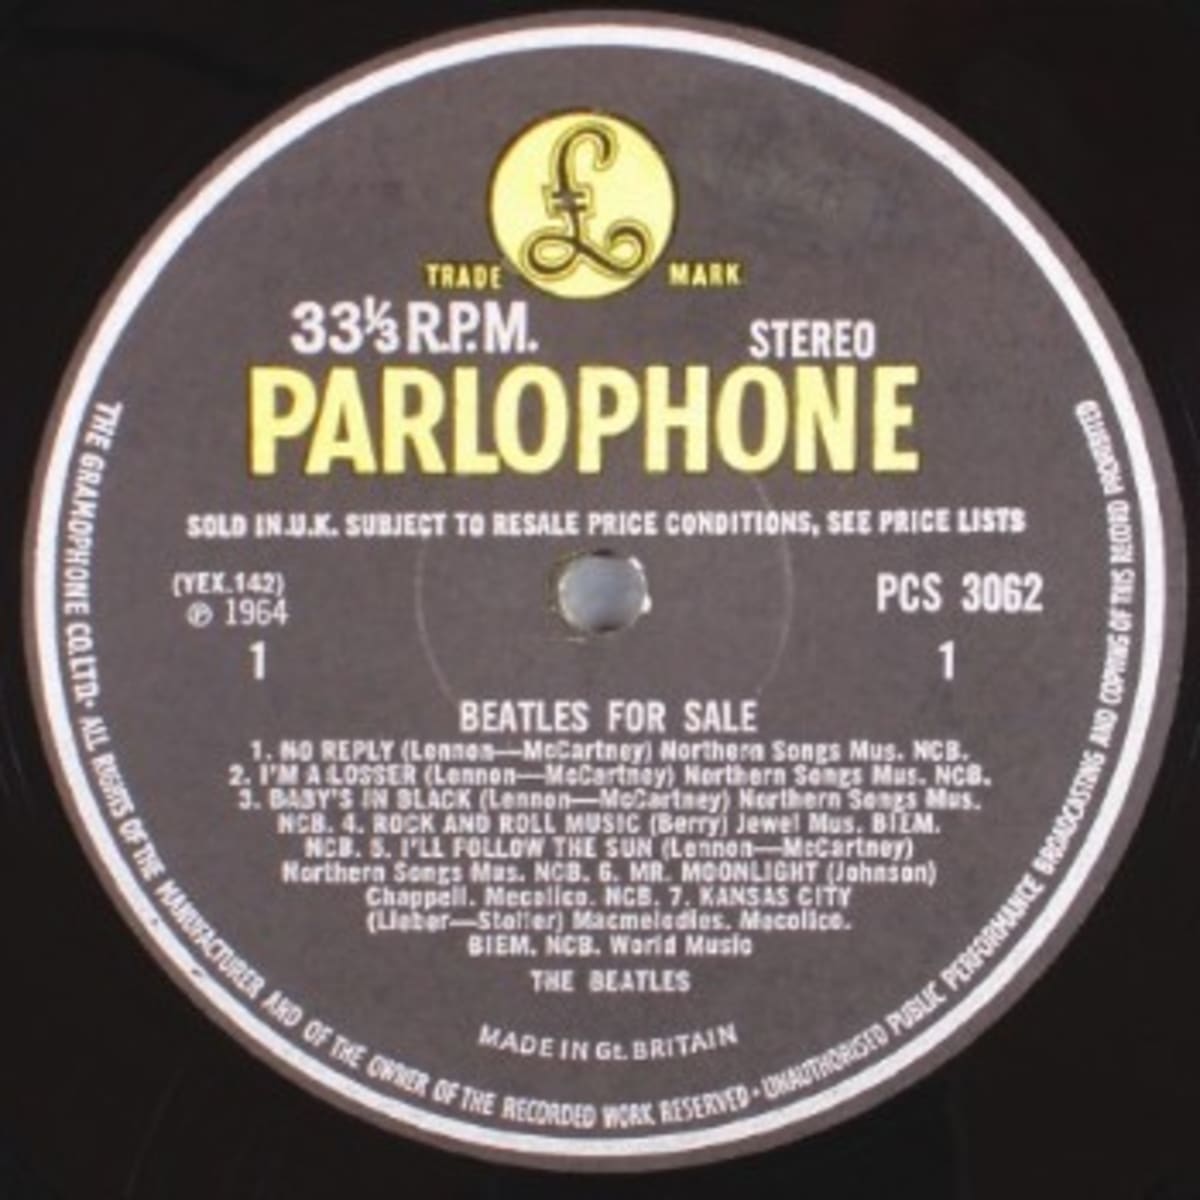 £
TRADE MARK
33⅓ R.P.M. STEREO
PARLOPHONE
SOLD IN.U.K. SUBJECT TO RESALE PRICE CONDITIONS, SEE PRICE LISTS
(YEX.142) PCS 3062
℗ 1964
1 1
BEATLES FOR SALE
1. NO REPLY (Lennon—McCartney) Northern Songs Mus. NCB.
2. I'M A LOSSER (Lennon—McCartney) Northern Songs Mus. NCB.
3. BABY'S IN BLACK (Lennon—McCartney) Northern Songs Mus.
NCB. 4. ROCK AND ROLL MUSIC (Berry) Jewel Mus. BIEM.
NCB. 5. I'LL FOLLOW THE SUN (Lennon—McCartney)
Northern Songs Mus. NCB. 6. MR. MOONLIGHT (Johnson)
Chappell. Mecolico. NCB. 7. KANSAS CITY
(Lieber—Stoller) Macmelodies. Mecolico.
BIEM. NCB. World Music
THE BEATLES
MADE IN Gt. BRITAIN
THE GRAMOPHONE CO.LTD. ALL RIGHTS OF THE MANUFACTURER AND OF THE OWNER OF THE RECORDED WORK RESERVED · UNAUTHORISED PUBLIC PERFORMANCE BROADCASTING AND COPYING OF THIS RECORD PROHIBITED